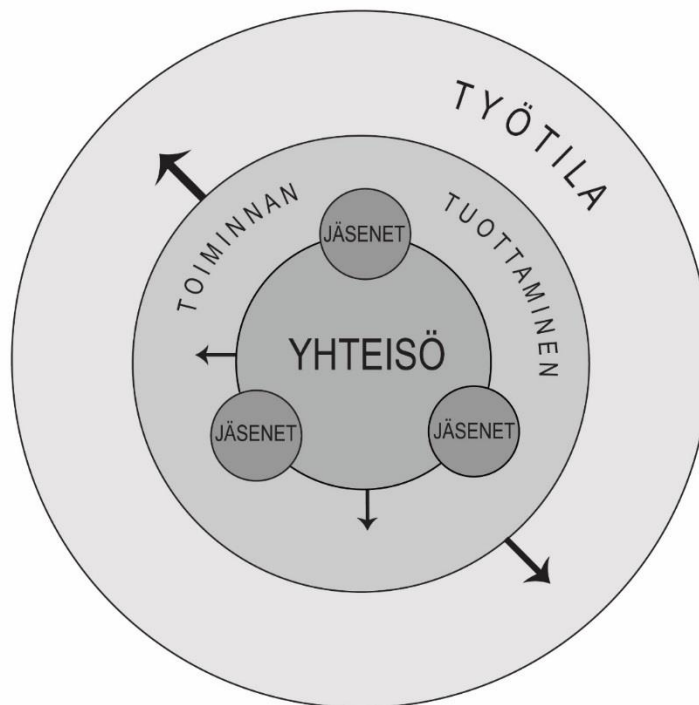 TYÖTILA
TOIMINNAN
TUOTTAMINEN
JÄSENET
YHTEISÖ
JÄSENET
JÄSENET